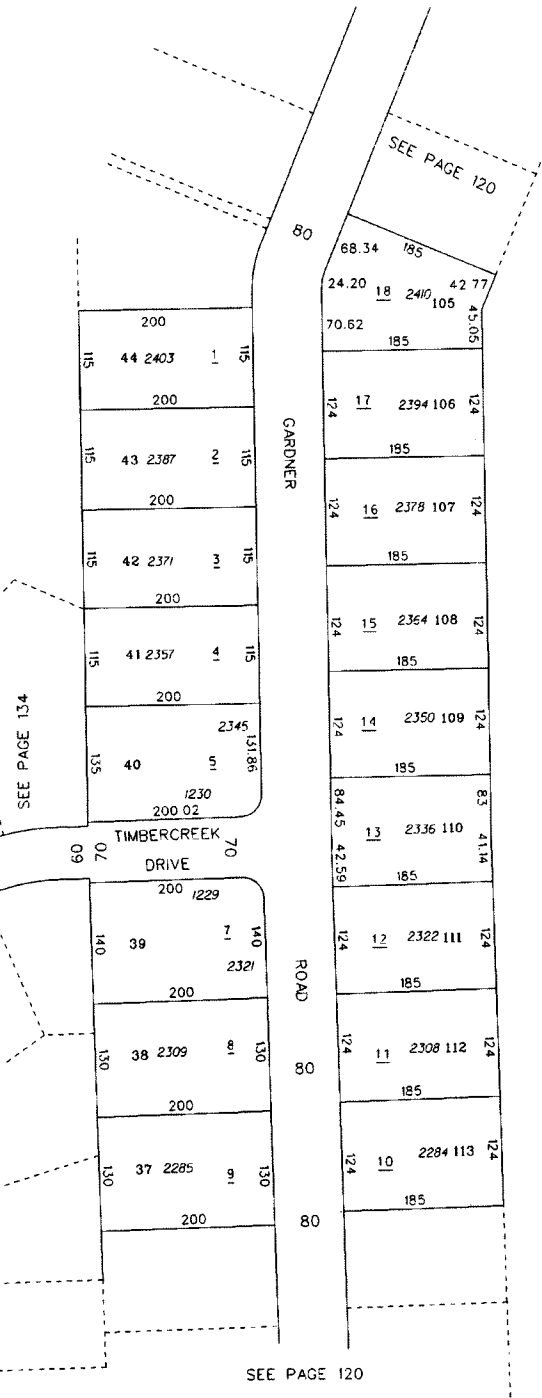 SEE PAGE 120
80
68.34 185
24.20 18 2410 105 42 77
70.62 45.05
200 185
115 44 2403 1 115
124 17 2394 106 124
200 185
GARDNER
115 43 2387 2 115
124 16 2378 107 124
200 185
115 42 2371 3 115
124 15 2364 108 124
200 185
115 41 2357 4 115
124 14 2350 109 124
200 185
SEE PAGE 134
2345
135 40 5 131.86
1230
200 02
84.45 83
13 2336 110
42.59 41.14
185
TIMBERCREEK
60 70 70
DRIVE
200 1229
140 39 7 140
2321
124 12 2322 111 124
200 185
ROAD
130 38 2309 8 130
80
124 11 2308 112 124
200 185
130 37 2285 9 130
124 10 2284 113 124
200 185
80
SEE PAGE 120